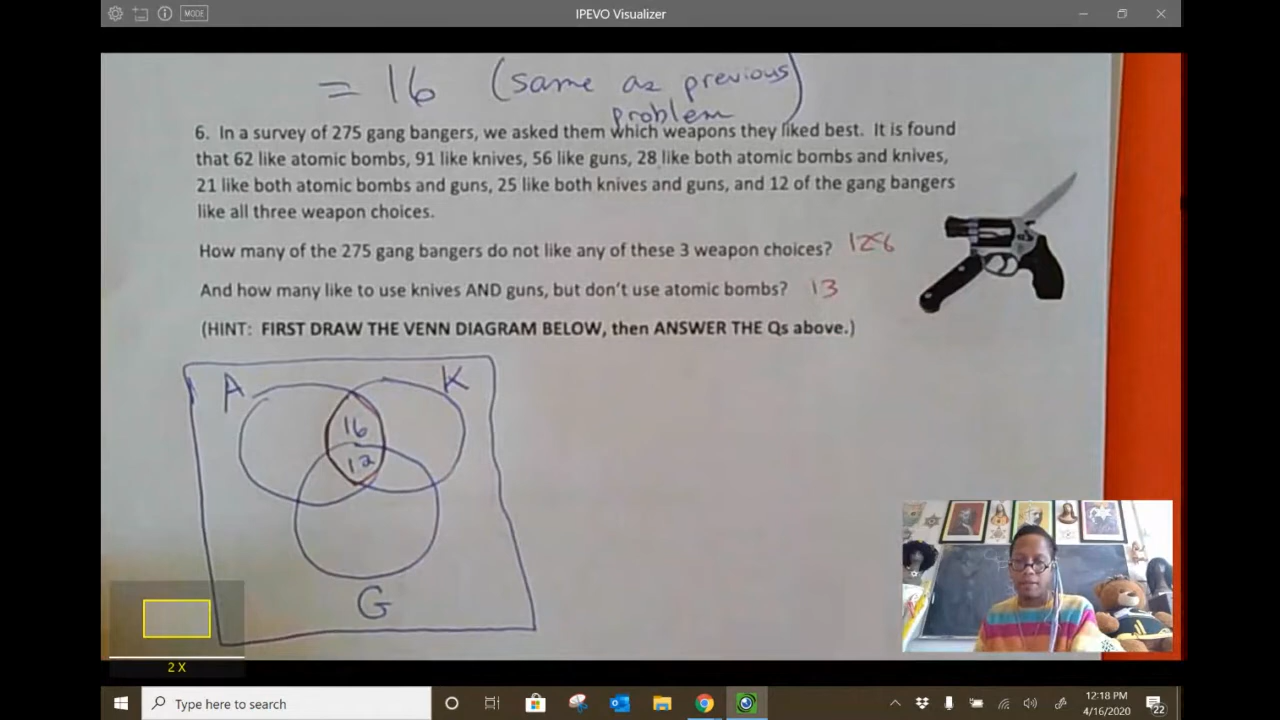 IPEVO Visualizer
MODE
= 16 (same as previous
problem)
6. In a survey of 275 gang bangers, we asked them which weapons they liked best. It is found
that 62 like atomic bombs, 91 like knives, 56 like guns, 28 like both atomic bombs and knives,
21 like both atomic bombs and guns, 25 like both knives and guns, and 12 of the gang bangers
like all three weapon choices.
How many of the 275 gang bangers do not like any of these 3 weapon choices? 128
And how many like to use knives AND guns, but don't use atomic bombs? 13
(HINT: FIRST DRAW THE VENN DIAGRAM BELOW, then ANSWER THE Qs above.)
A K
16
12
G
2 X
Type here to search
12:18 PM
4/16/2020
22